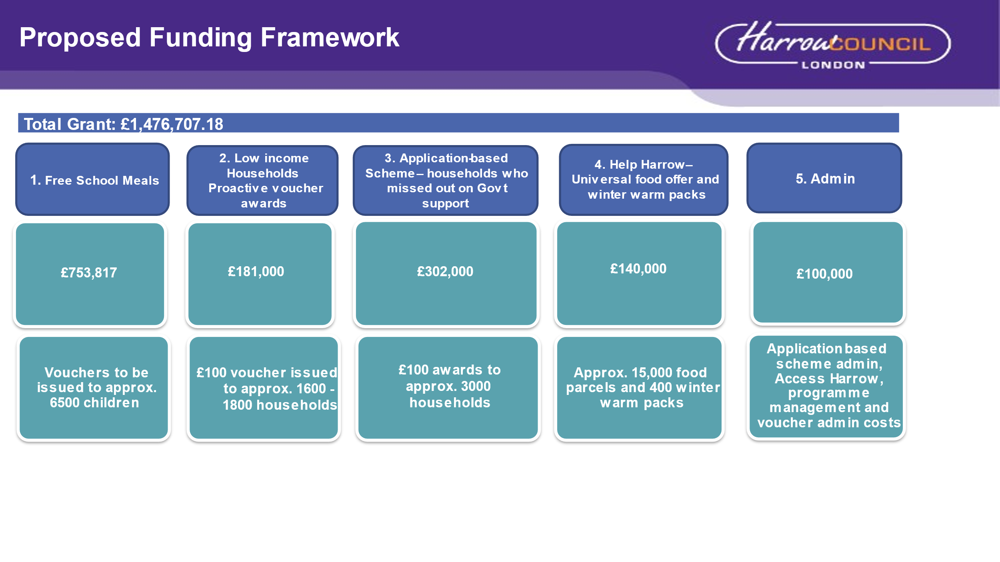 Proposed Funding Framework
Harrow COUNCIL
LONDON
Total Grant: £1,476,707.18
1. Free School Meals
2. Low income
Households
Proactive voucher
awards
3. Application-based
Scheme – households who
missed out on Govt
support
4. Help Harrow –
Universal food offer and
winter warm packs
5. Admin
£753,817
£181,000
£302,000
£140,000
£100,000
Vouchers to be
issued to approx.
6500 children
£100 voucher issued
to approx. 1600 -
1800 households
£100 awards to
approx. 3000
households
Approx. 15,000 food
parcels and 400 winter
warm packs
Application based
scheme admin,
Access Harrow,
programme
management and
voucher admin costs